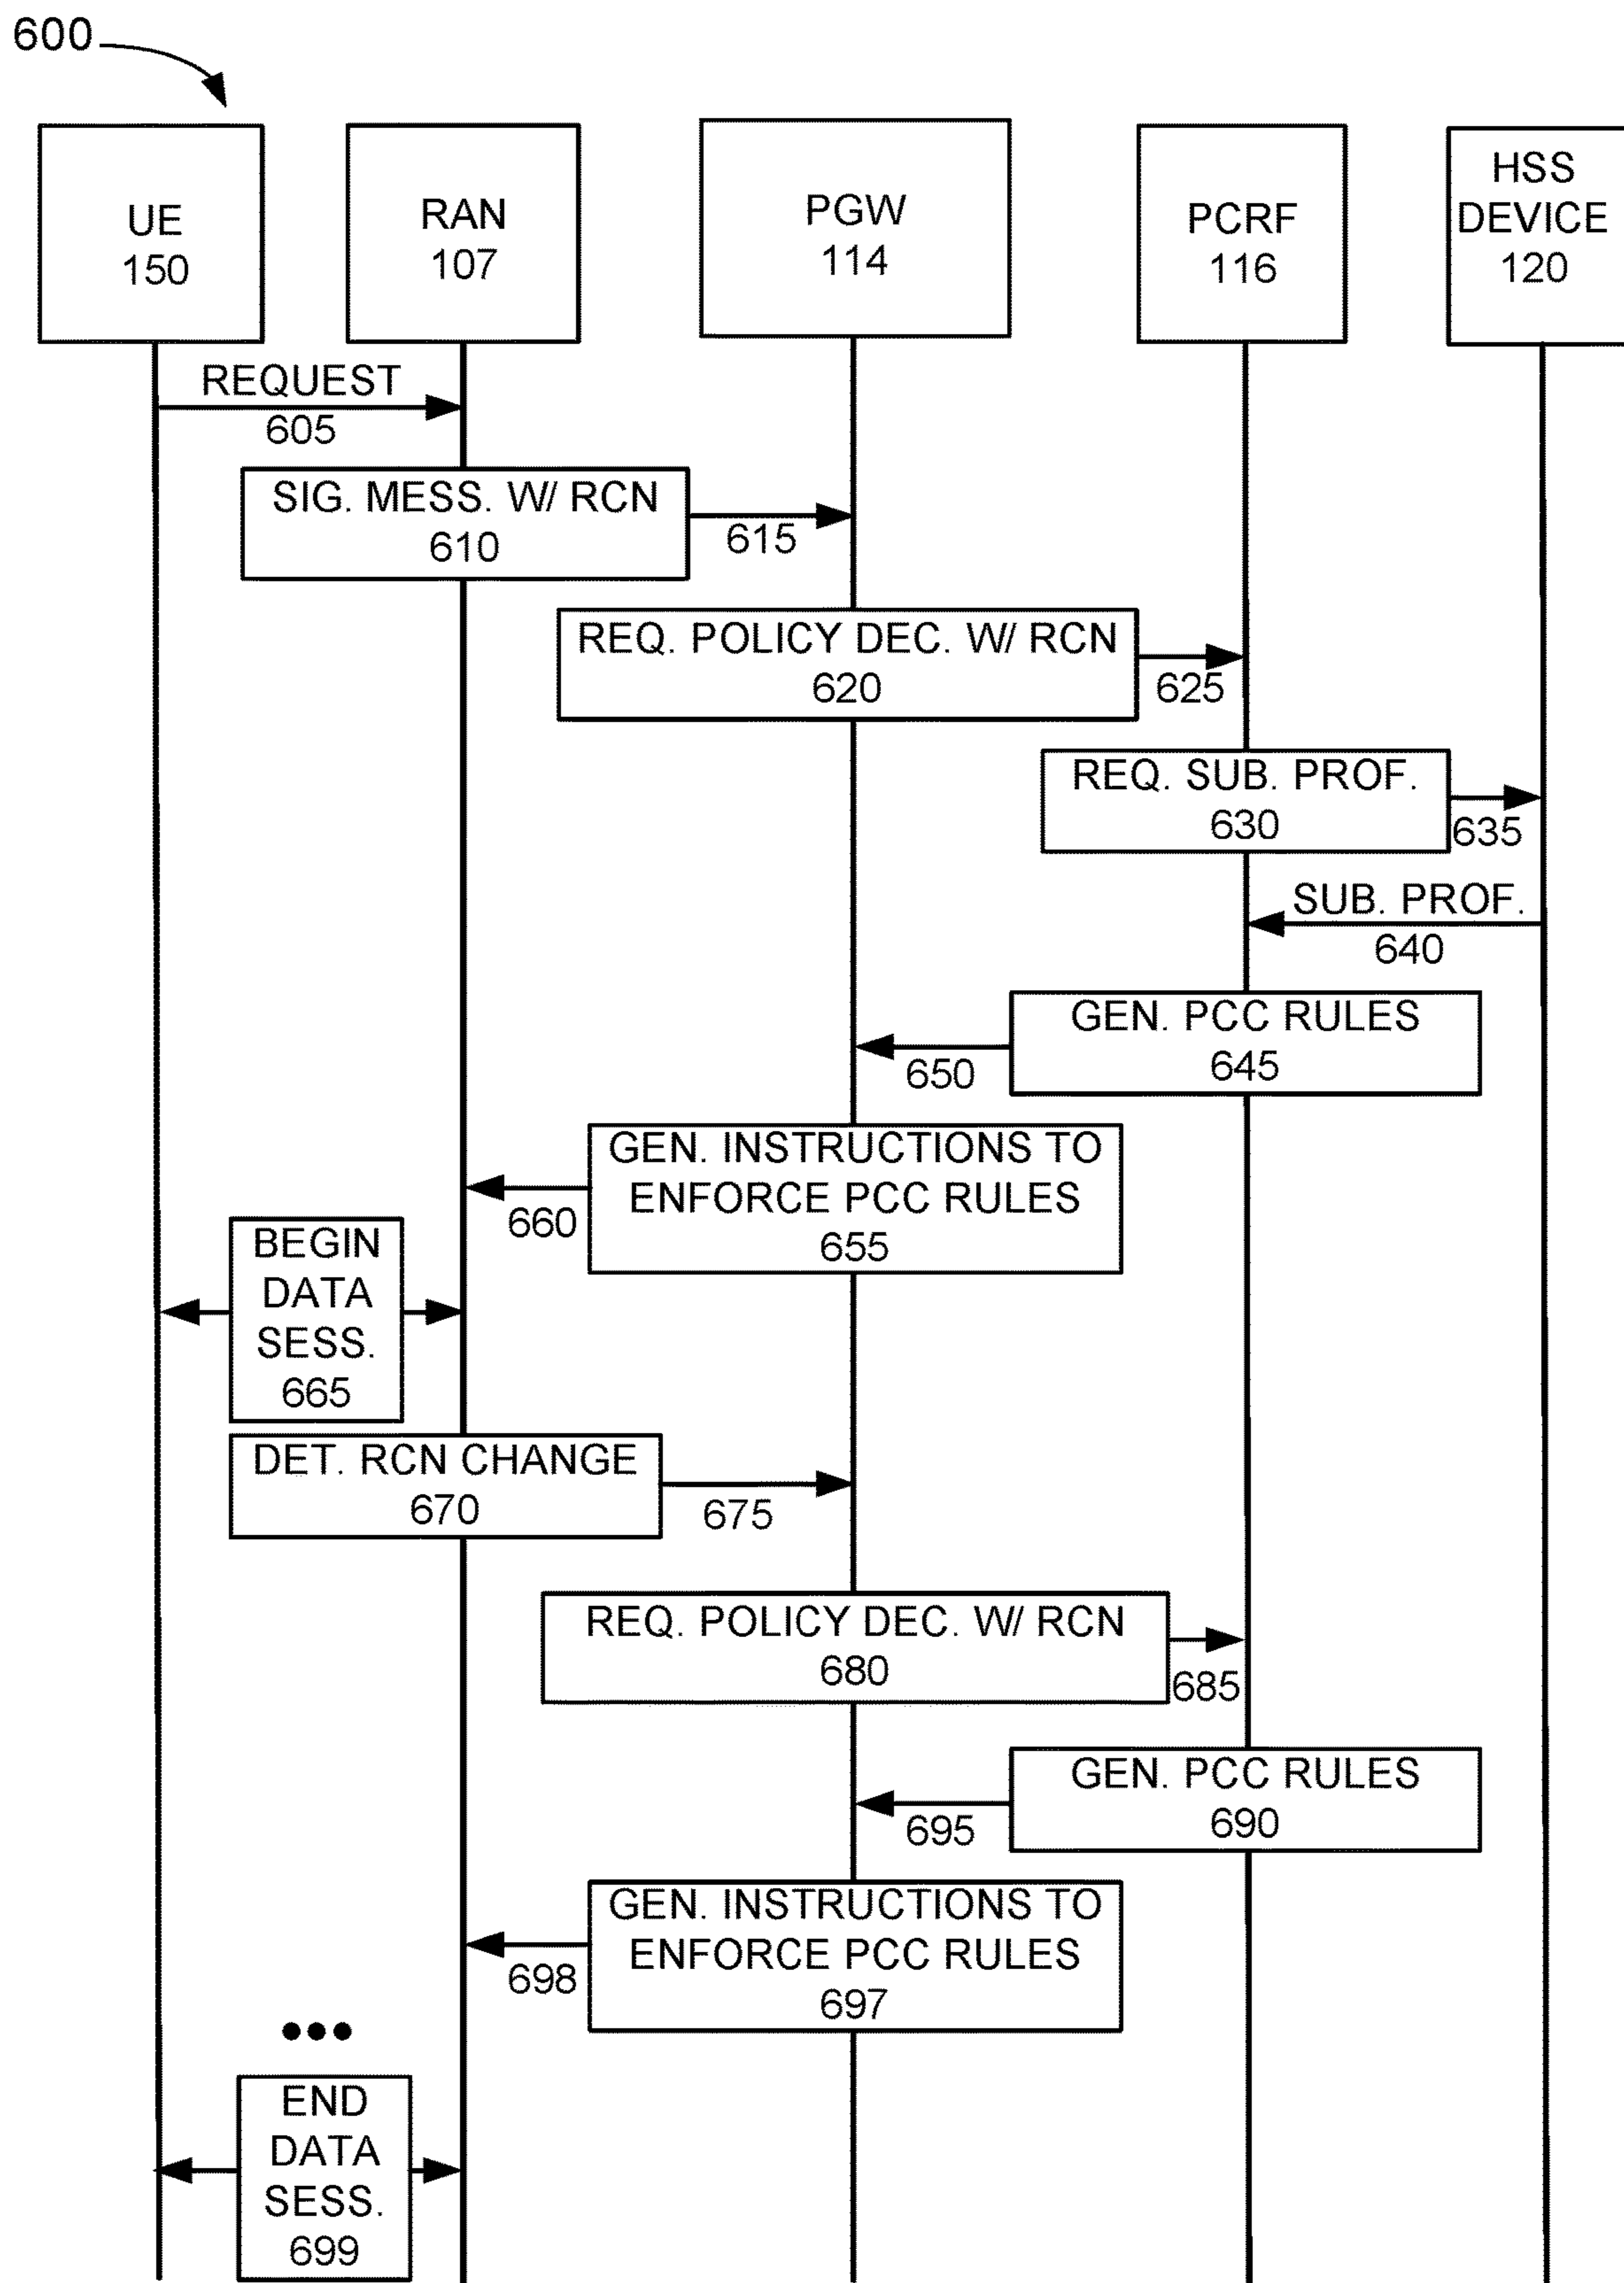 600
UE
150
RAN
107
PGW
114
PCRF
116
HSS
DEVICE
120
REQUEST
605
SIG. MESS. W/ RCN
610
615
REQ. POLICY DEC. W/ RCN
620
625
REQ. SUB. PROF.
630
635
SUB. PROF.
640
GEN. PCC RULES
645
650
GEN. INSTRUCTIONS TO
ENFORCE PCC RULES
655
660
BEGIN
DATA
SESS.
665
DET. RCN CHANGE
670
675
REQ. POLICY DEC. W/ RCN
680
685
GEN. PCC RULES
690
695
GEN. INSTRUCTIONS TO
ENFORCE PCC RULES
697
698
•••
END
DATA
SESS.
699